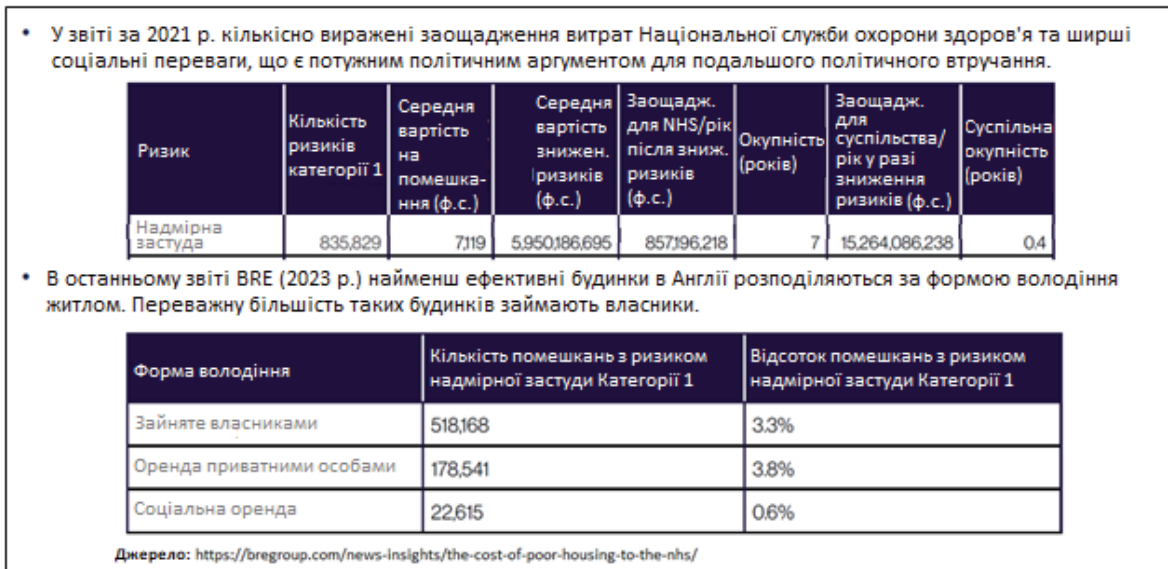 • У звіті за 2021 р. кількісно виражені заощадження витрат Національної служби охорони здоров'я та ширші
соціальні переваги, що є потужним політичним аргументом для подальшого політичного втручання.
Ризик
Кількість
ризиків
категорії 1
Середня
вартість
на
помешка-
ння (ф.с.)
Середня
вартість
знижен.
ризиків
(ф.с.)
Заощадж.
для NHS/рік
після зниж.
ризиків
(ф.с.)
Окупність
(років)
Заощадж.
для
суспільства/
рік у разі
зниження
ризиків (ф.с.)
Суспільна
окупність
(років)
Надмірна
застуда
835,829
7,119
5,950,186,695
857,196,218
7
15,264,086,238
0.4
• В останньому звіті BRE (2023 р.) найменш ефективні будинки в Англії розподіляються за формою володіння
житлом. Переважну більшість таких будинків займають власники.
Форма володіння
Кількість помешкань з ризиком
надмірної застуди Категорії 1
Відсоток помешкань з ризиком
надмірної застуди Категорії 1
Зайняте власниками
518,168
3.3%
Оренда приватними особами
178,541
3.8%
Соціальна оренда
22,615
0.6%
Джерело: https://bregroup.com/news-insights/the-cost-of-poor-housing-to-the-nhs/